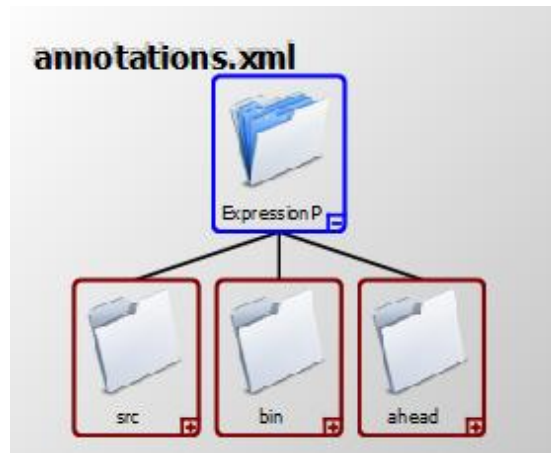 annotations.xml
ExpressionP
src
bin
ahead